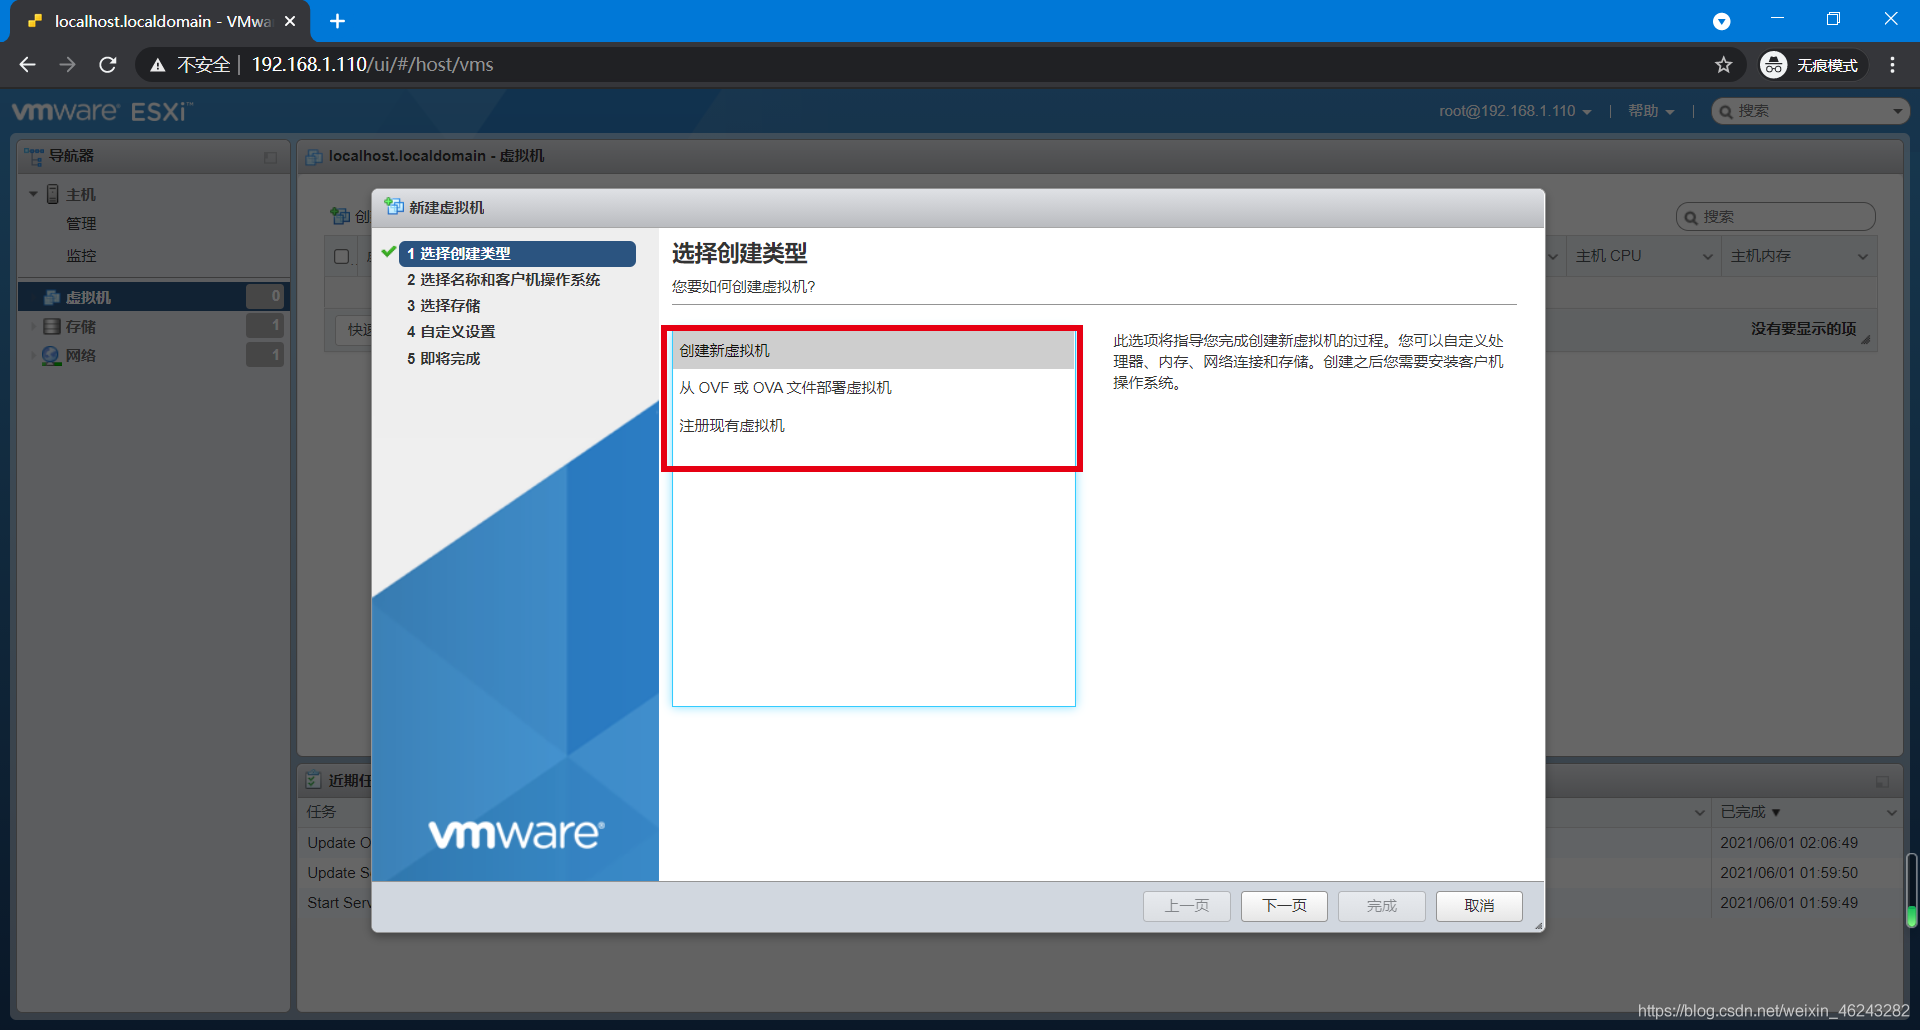 localhost.localdomain - VMwa
不安全 | 192.168.1.110/ui/#/host/vms
无痕模式
vmware ESXi™
root@192.168.1.110
帮助
搜索
导航器
localhost.localdomain - 虚拟机
主机
管理
监控
虚拟机 0
存储 1
网络 1
创
搜索
主机 CPU
主机内存
快速
没有要显示的项
新建虚拟机
1 选择创建类型
2 选择名称和客户机操作系统
3 选择存储
4 自定义设置
5 即将完成
选择创建类型
您要如何创建虚拟机?
创建新虚拟机
从 OVF 或 OVA 文件部署虚拟机
注册现有虚拟机
此选项将指导您完成创建新虚拟机的过程。您可以自定义处
理器、内存、网络连接和存储。创建之后您需要安装客户机
操作系统。
vmware®
上一页
下一页
完成
取消
近期任
任务
已完成
Update O
2021/06/01 02:06:49
Update S
2021/06/01 01:59:50
Start Serv
2021/06/01 01:59:49
https://blog.csdn.net/weixin_46243282